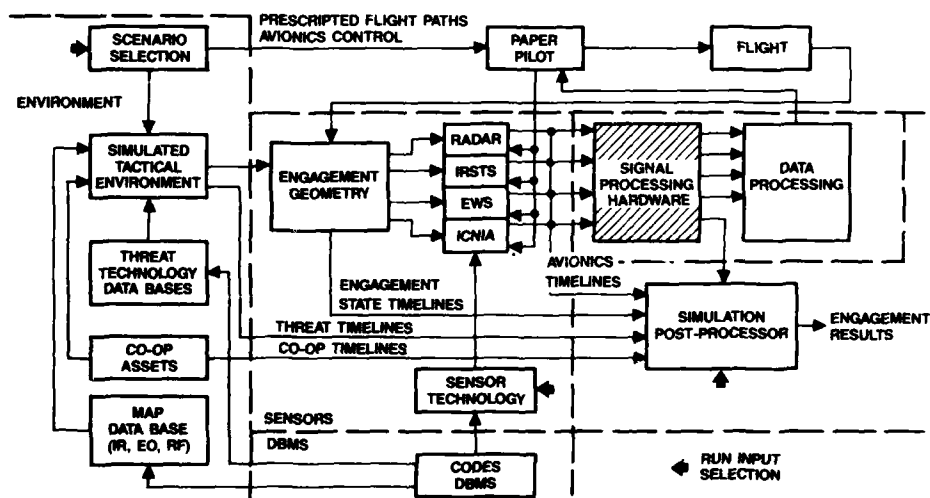 PRESCRIPTED FLIGHT PATHS
AVIONICS CONTROL
SCENARIO
SELECTION
PAPER
PILOT
FLIGHT
ENVIRONMENT
SIMULATED
TACTICAL
ENVIRONMENT
ENGAGEMENT
GEOMETRY
RADAR
IRSTS
EWS
ICNIA
SIGNAL
PROCESSING
HARDWARE
DATA
PROCESSING
THREAT
TECHNOLOGY
DATA BASES
ENGAGEMENT
STATE TIMELINES
AVIONICS
TIMELINES
THREAT TIMELINES
CO-OP TIMELINES
SIMULATION
POST-PROCESSOR
ENGAGEMENT
RESULTS
CO-OP
ASSETS
SENSOR
TECHNOLOGY
MAP
DATA BASE
(IR, EO, RF)
SENSORS
DBMS
CODES
DBMS
RUN INPUT
SELECTION